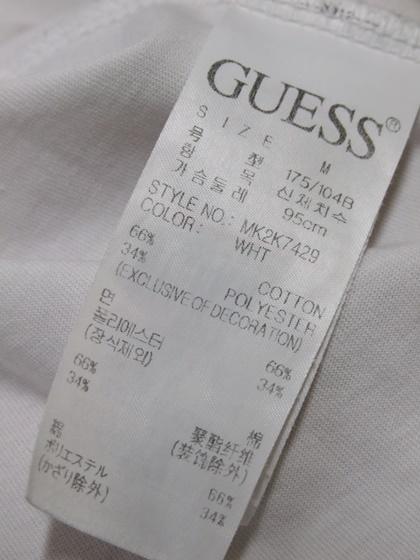 GUESS®
SIZE M
몸 형 175/104B
항 목 신체치수
가슴둘레 95cm
STYLE NO.: MK2K7429
COLOR: WHT
66% COTTON
34% POLYESTER
(EXCLUSIVE OF DECORATION)
면 66%
폴리에스터 34%
(장식제외)
66% 棉
34% 聚酯纤维
(装饰除外)
綿 66%
ポリエステル 34%
(かざり除外)